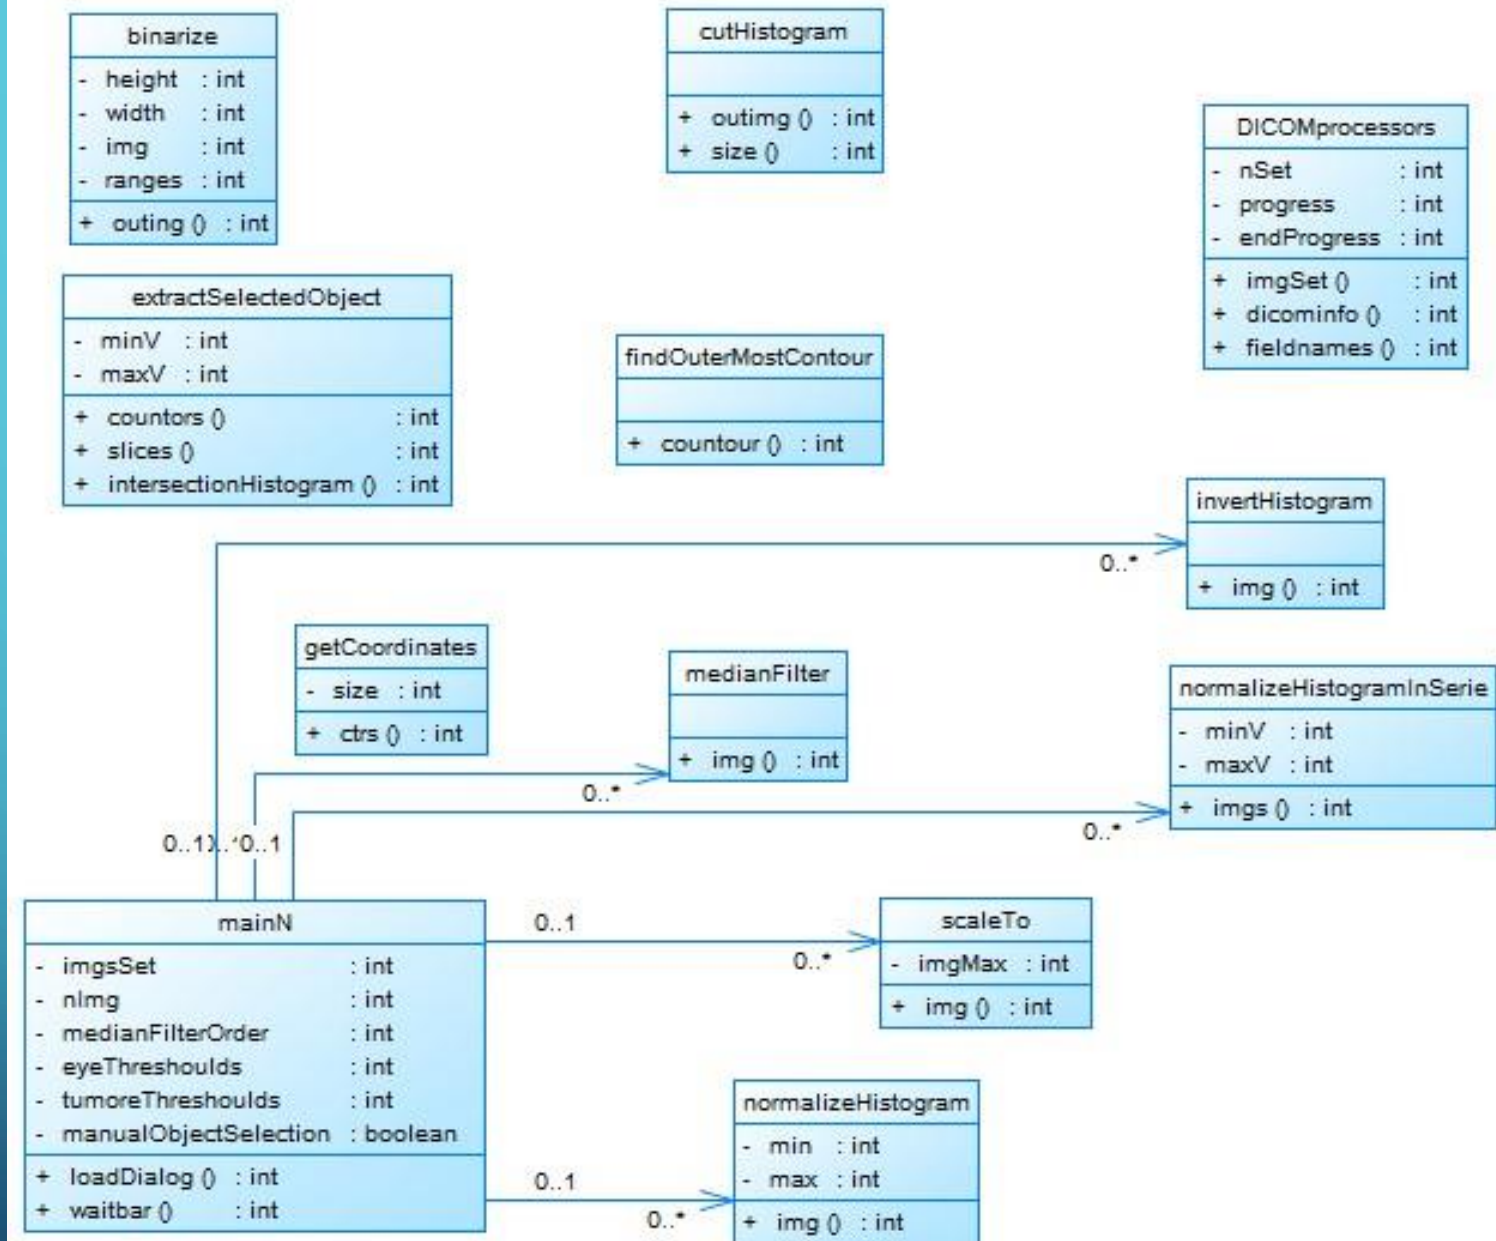 binarize
- height : int
- width : int
- img : int
- ranges : int
+ outing () : int
cutHistogram
+ outimg () : int
+ size () : int
DICOMprocessors
- nSet : int
- progress : int
- endProgress : int
+ imgSet () : int
+ dicominfo () : int
+ fieldnames () : int
extractSelectedObject
- minV : int
- maxV : int
+ countors () : int
+ slices () : int
+ intersectionHistogram () : int
findOuterMostContour
+ countour () : int
invertHistogram
+ img () : int
0..*
getCoordinates
- size : int
+ ctrs () : int
medianFilter
+ img () : int
0..*
normalizeHistogramInSerie
- minV : int
- maxV : int
+ imgs () : int
0..*
0..1
0..1
mainN
- imgsSet : int
- nImg : int
- medianFilterOrder : int
- eyeThreshoulds : int
- tumoreThreshoulds : int
- manualObjectSelection : boolean
+ loadDialog () : int
+ waitbar () : int
0..1
0..*
scaleTo
- imgMax : int
+ img () : int
0..1
0..*
normalizeHistogram
- min : int
- max : int
+ img () : int